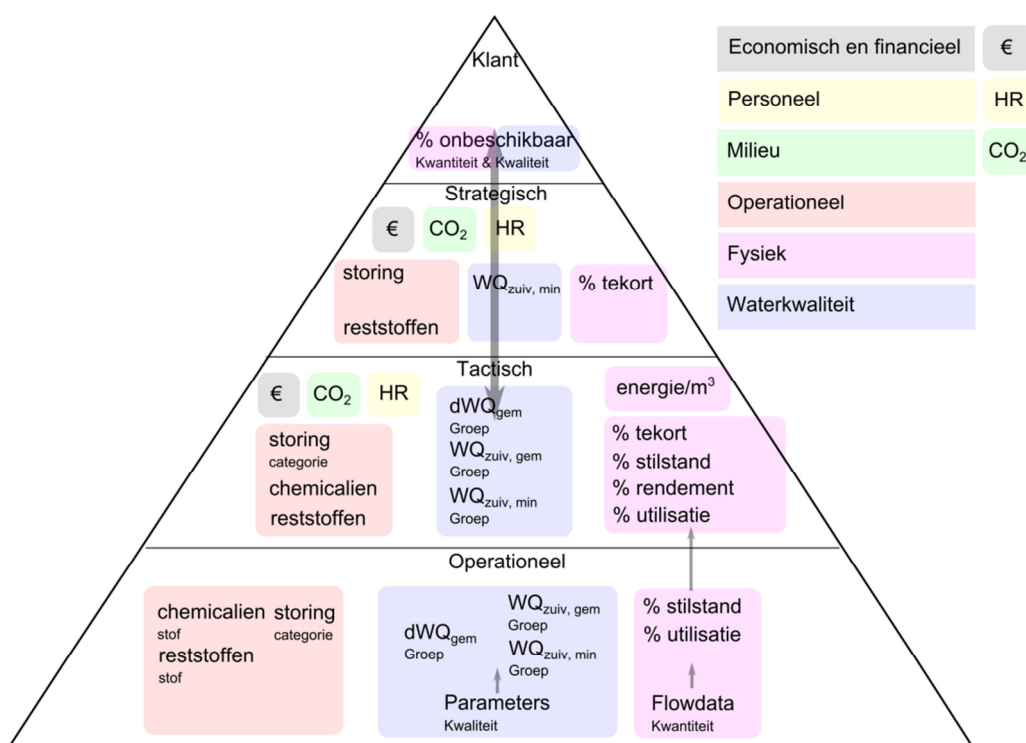 Klant
% onbeschikbaar
Kwantiteit & Kwaliteit
Strategisch
€ CO₂ HR
storing
reststoffen
WQzuiv, min
% tekort
Tactisch
€ CO₂ HR
storing
categorie
chemicalien
reststoffen
dWQgem
Groep
WQzuiv, gem
Groep
WQzuiv, min
Groep
energie/m³
% tekort
% stilstand
% rendement
% utilisatie
Operationeel
chemicalien
stof
reststoffen
stof
storing
categorie
dWQgem
Groep
WQzuiv, gem
Groep
WQzuiv, min
Groep
Parameters
Kwaliteit
% stilstand
% utilisatie
Flowdata
Kwantiteit
Economisch en financieel €
Personeel HR
Milieu CO₂
Operationeel
Fysiek
Waterkwaliteit